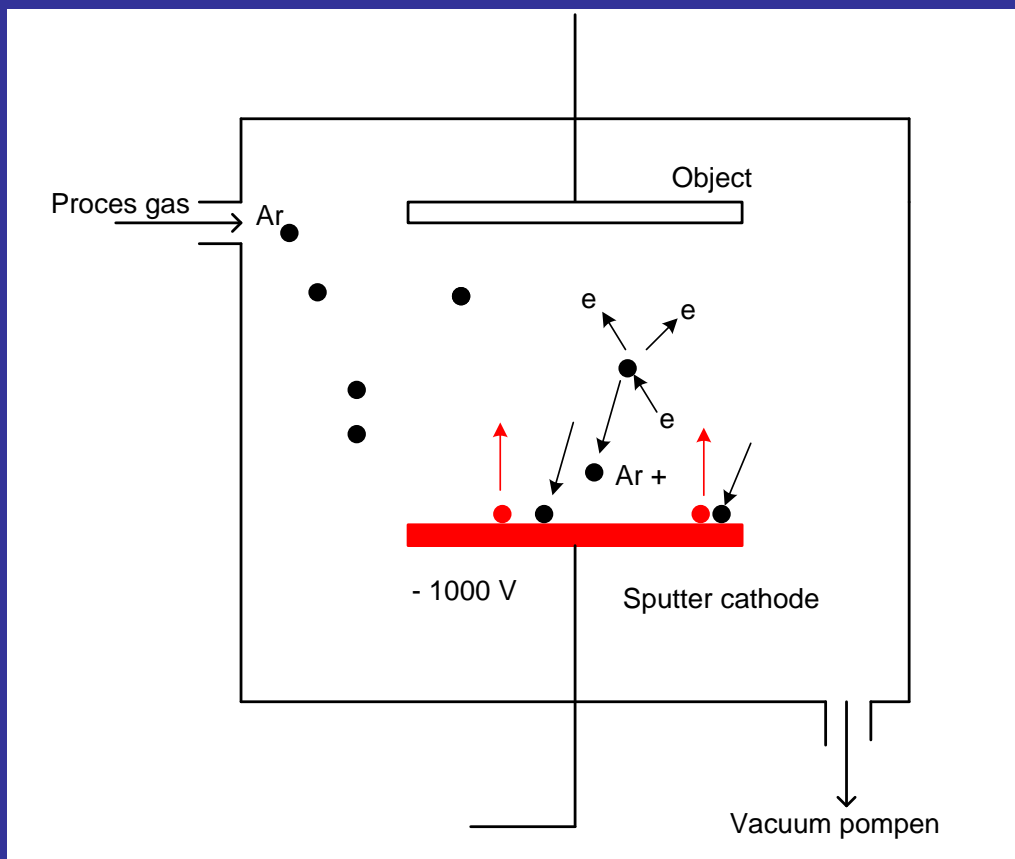 Object
Proces gas
Ar
e
e
e
Ar +
- 1000 V
Sputter cathode
Vacuum pompen